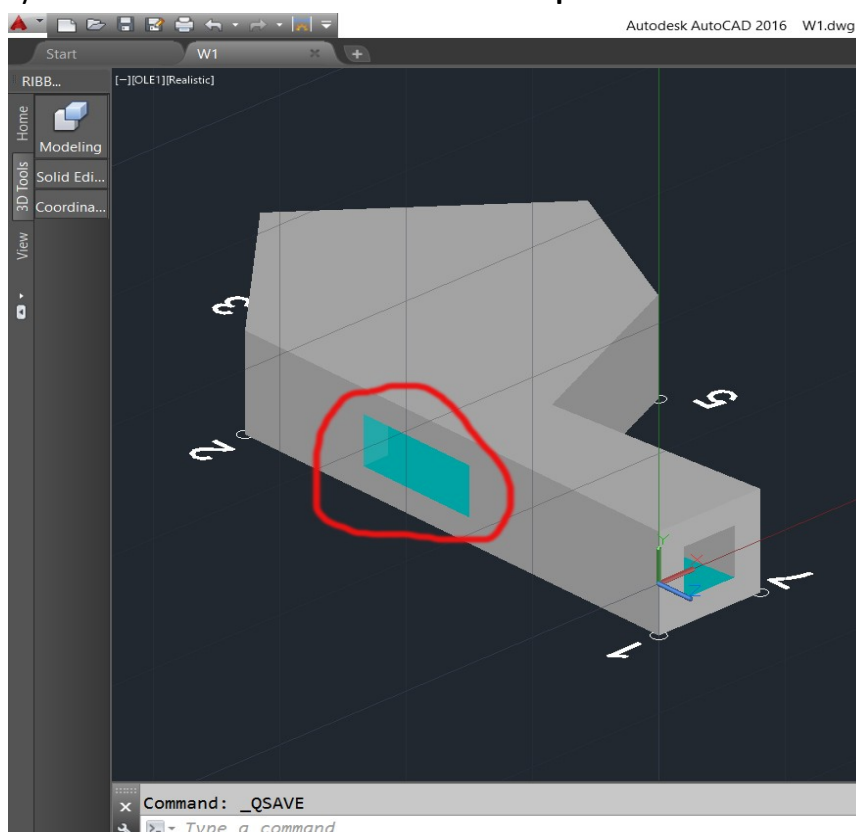 Autodesk AutoCAD 2016 W1.dwg
Start W1
RIBB...
[−][OLE1][Realistic]
Home
Modeling
3D Tools
Solid Edi...
Coordina...
View
3
5
2
Y
X
Z
7
1
Command: _QSAVE
Type a command